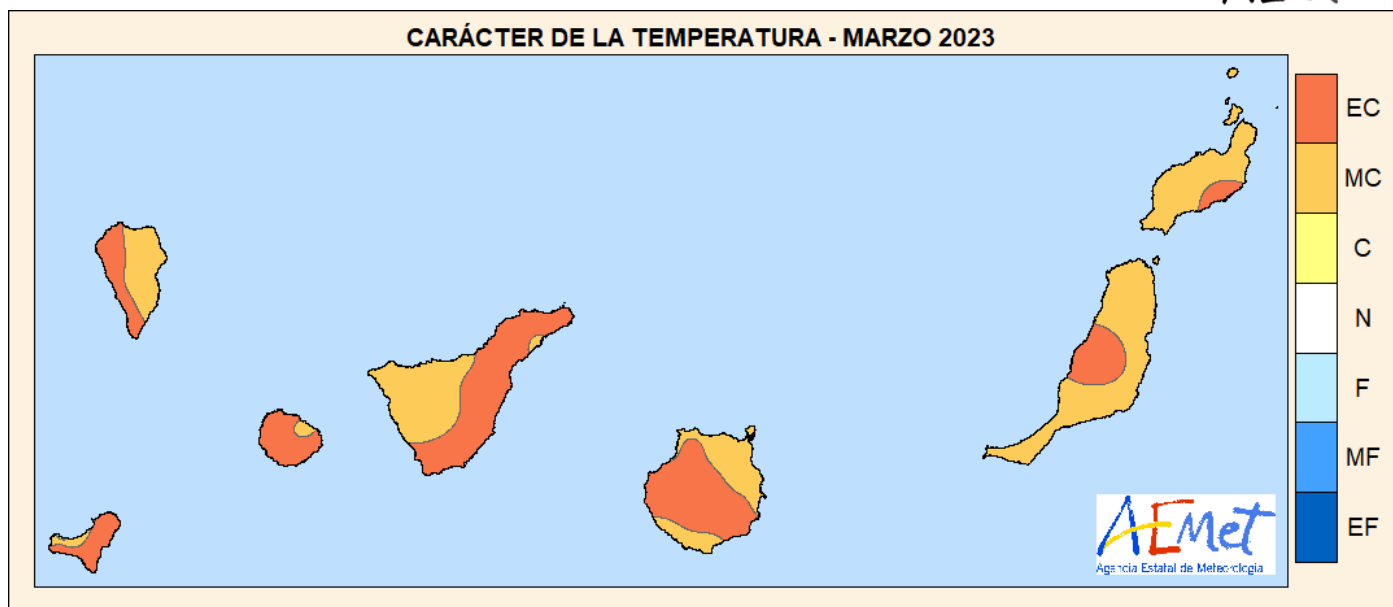 CARÁCTER DE LA TEMPERATURA - MARZO 2023
EC
MC
C
N
F
MF
EF
AEMet
Agencia Estatal de Meteorología